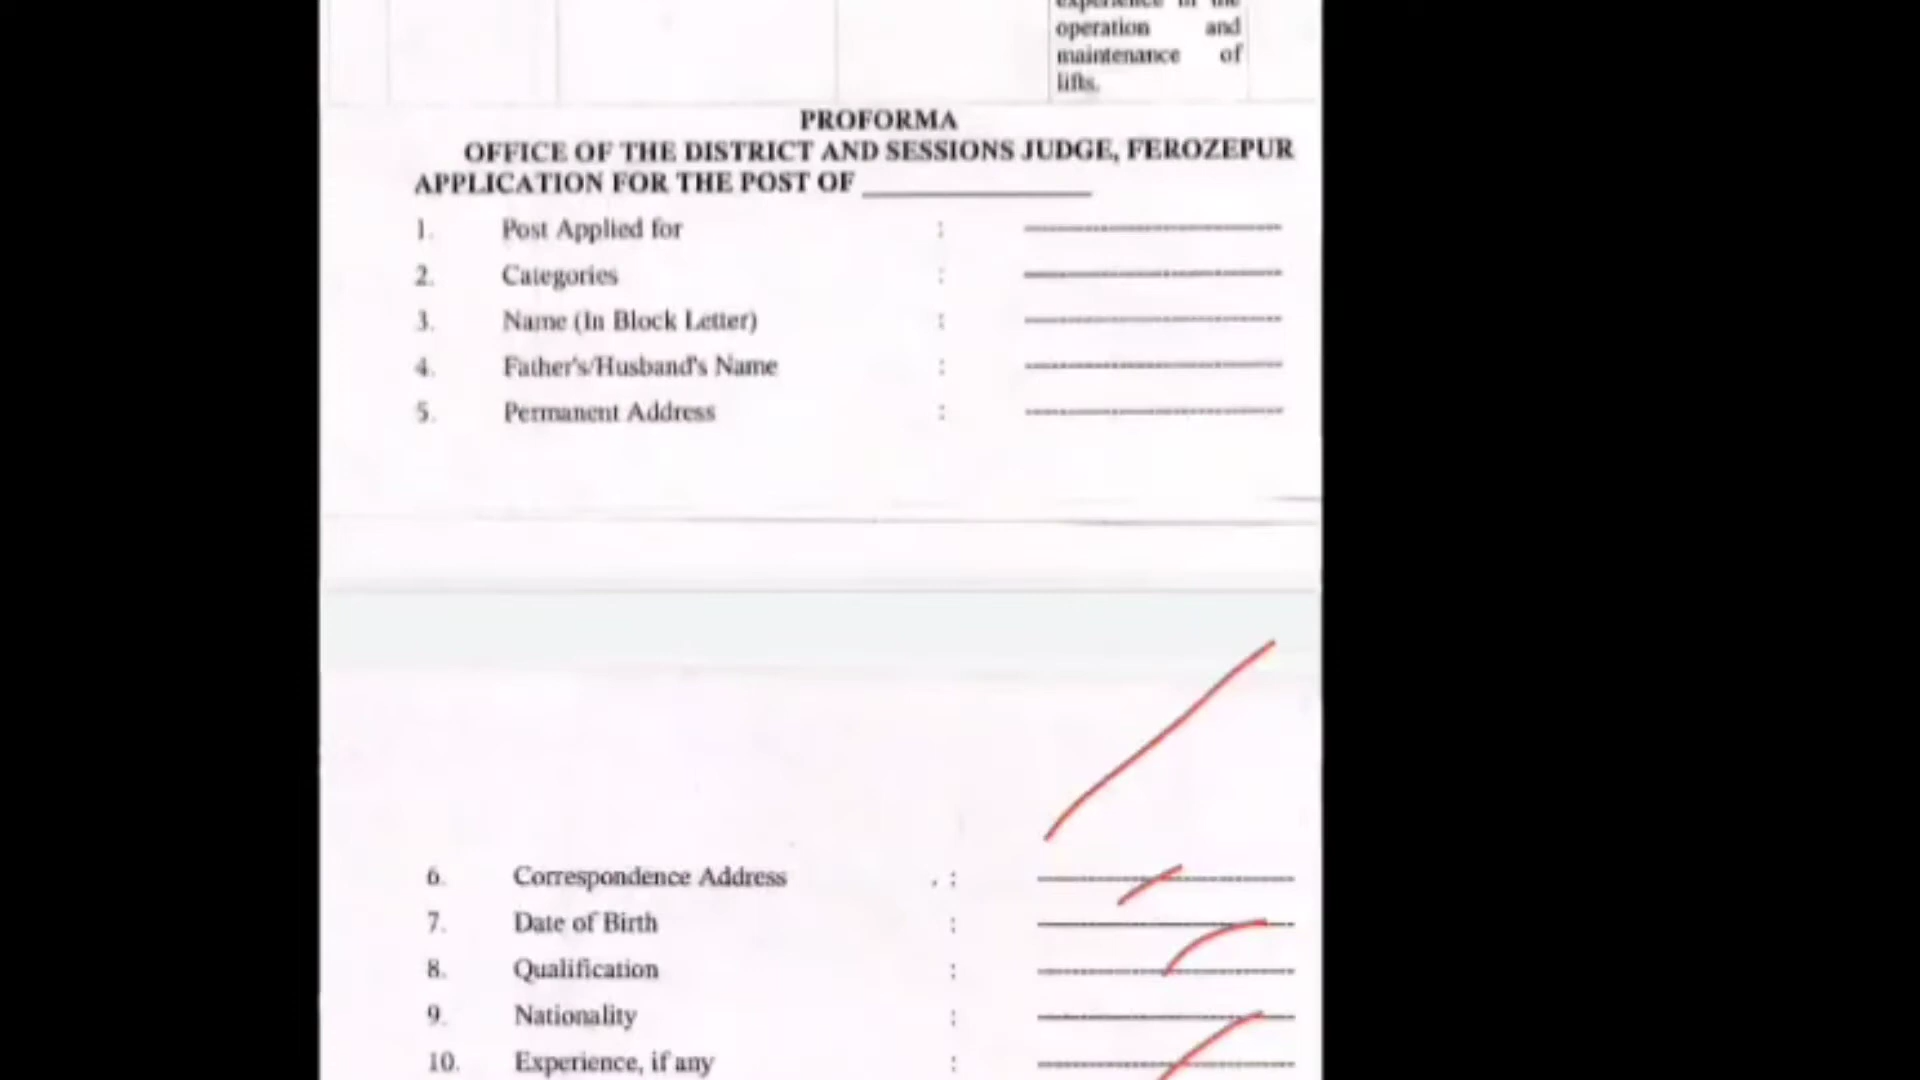 experience in the
operation and
maintenance of
lifts.
PROFORMA
OFFICE OF THE DISTRICT AND SESSIONS JUDGE, FEROZEPUR
APPLICATION FOR THE POST OF ____________
1. Post Applied for : --------------------
2. Categories : --------------------
3. Name (In Block Letter) : --------------------
4. Father's/Husband's Name : --------------------
5. Permanent Address : --------------------
6. Correspondence Address . : --------------------
7. Date of Birth : --------------------
8. Qualification : --------------------
9. Nationality : --------------------
10. Experience, if any : --------------------